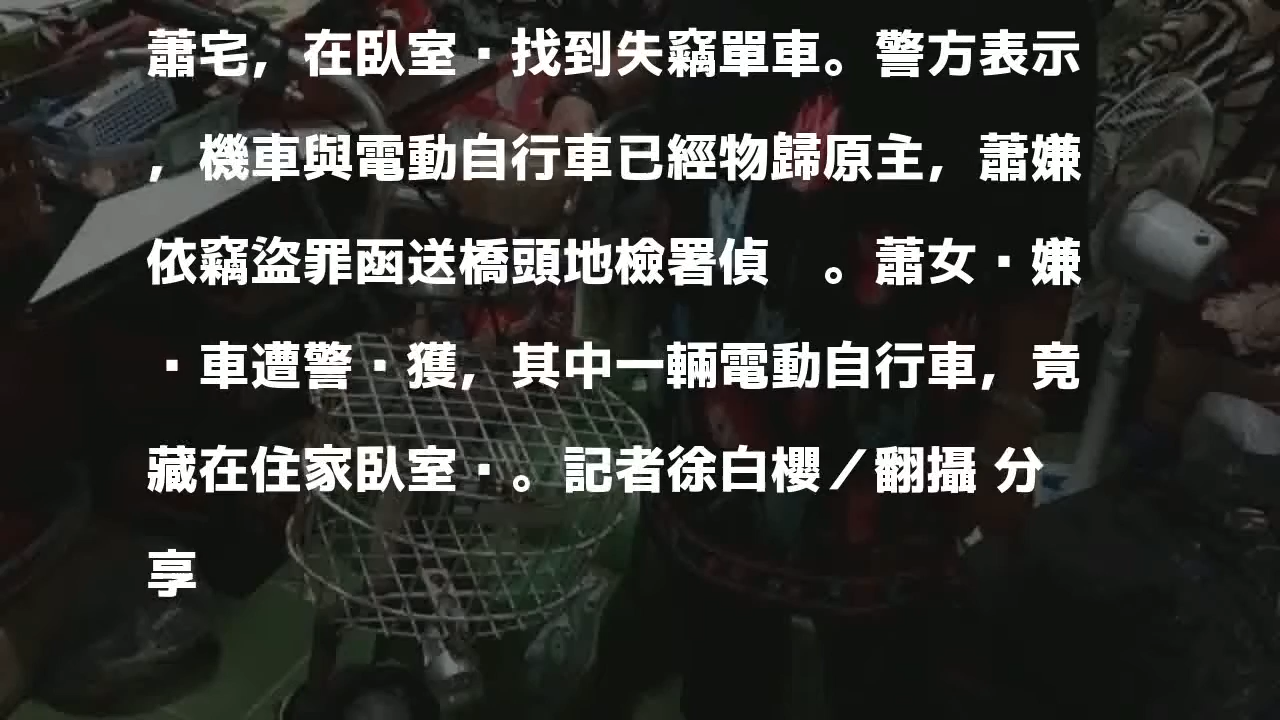 蕭宅，在臥室·找到失竊單車。警方表示
，機車與電動自行車已經物歸原主，蕭嫌
依竊盜罪函送橋頭地檢署偵　。蕭女·嫌
·車遭警·獲，其中一輛電動自行車，竟
藏在住家臥室·。記者徐白櫻／翻攝 分
享